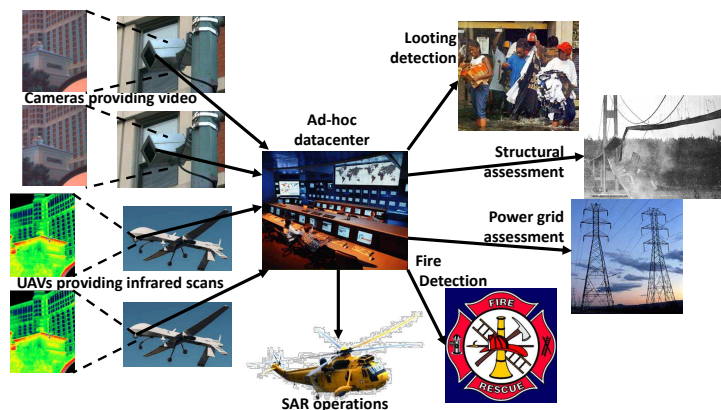 Looting
detection
Cameras providing video
Ad-hoc
datacenter
Structural
assessment
Power grid
assessment
UAVs providing infrared scans
Fire
Detection
FIRE
RESCUE
SAR operations